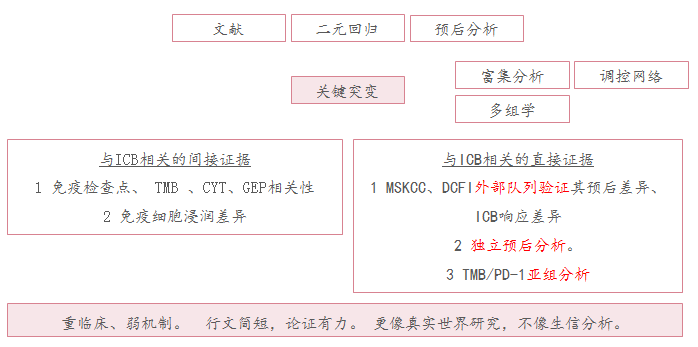 文献
二元回归
预后分析
关键突变
富集分析
调控网络
多组学
与ICB相关的间接证据
1 免疫检查点、 TMB 、CYT、GEP相关性
2 免疫细胞浸润差异
与ICB相关的直接证据
1 MSKCC、DCFI外部队列验证其预后差异、
ICB响应差异
2 独立预后分析。
3 TMB/PD-1亚组分析
重临床、弱机制。 行文简短，论证有力。 更像真实世界研究，不像生信分析。